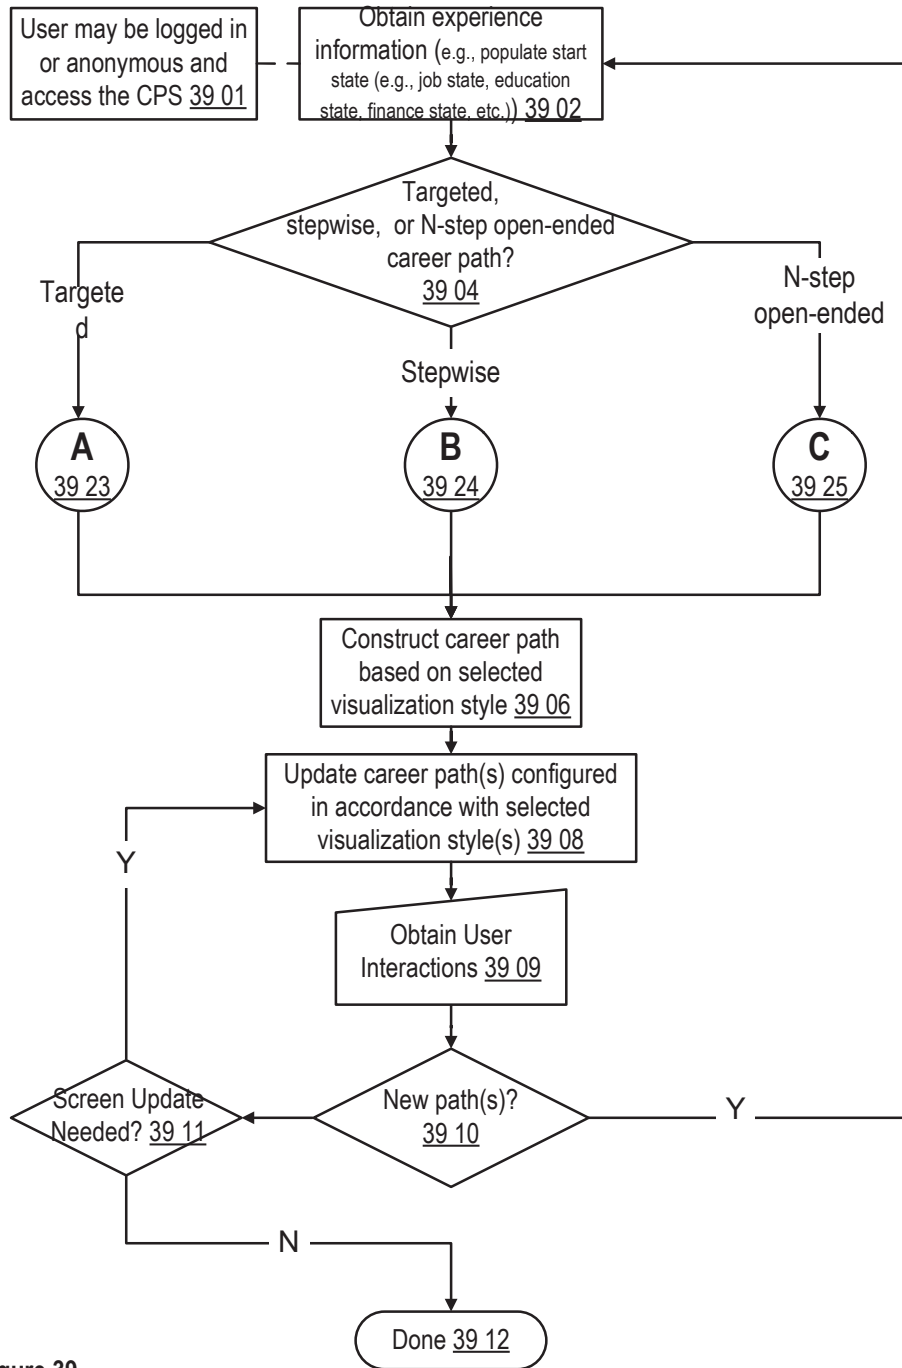 User may be logged in
or anonymous and
access the CPS 39 01
Obtain experience
information (e.g., populate start
state (e.g., job state, education
state, finance state, etc.)) 39 02
Targeted,
stepwise, or N-step open-ended
career path?
39 04
Targete
d
Stepwise
N-step
open-ended
A
39 23
B
39 24
C
39 25
Construct career path
based on selected
visualization style 39 06
Update career path(s) configured
in accordance with selected
visualization style(s) 39 08
Y
Obtain User
Interactions 39 09
Screen Update
Needed? 39 11
New path(s)?
39 10
Y
N
Done 39 12
gure 39